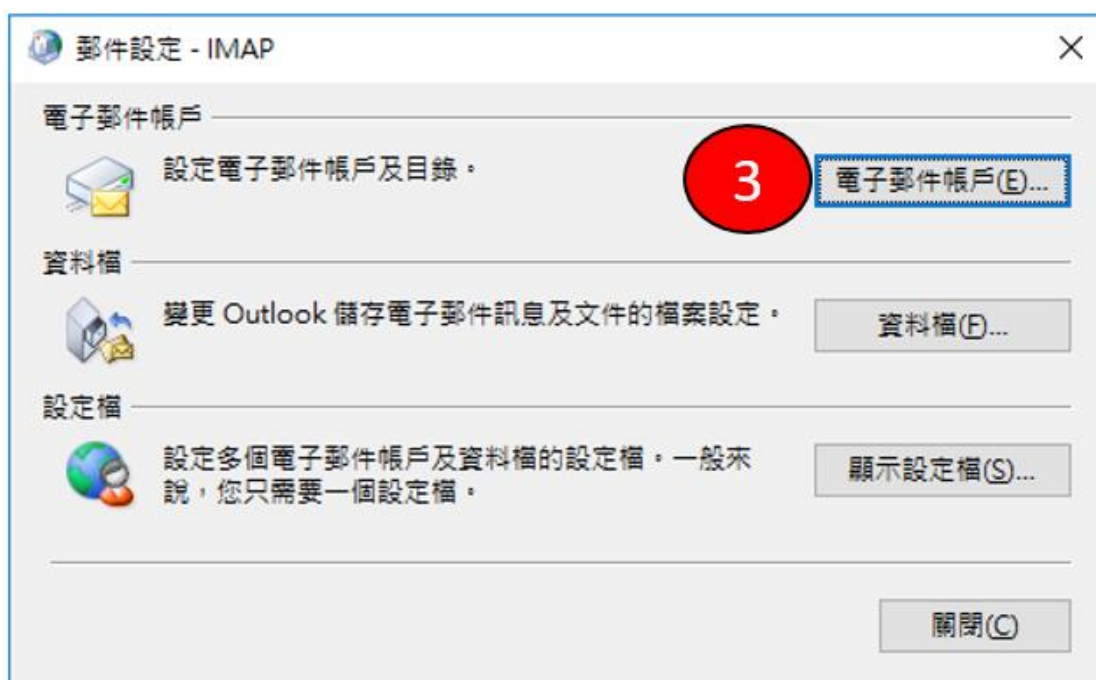 郵件設定 - IMAP
電子郵件帳戶
設定電子郵件帳戶及目錄。
3
電子郵件帳戶(E)...
資料檔
變更 Outlook 儲存電子郵件訊息及文件的檔案設定。
資料檔(F)...
設定檔
設定多個電子郵件帳戶及資料檔的設定檔。一般來
說，您只需要一個設定檔。
顯示設定檔(S)...
關閉(C)